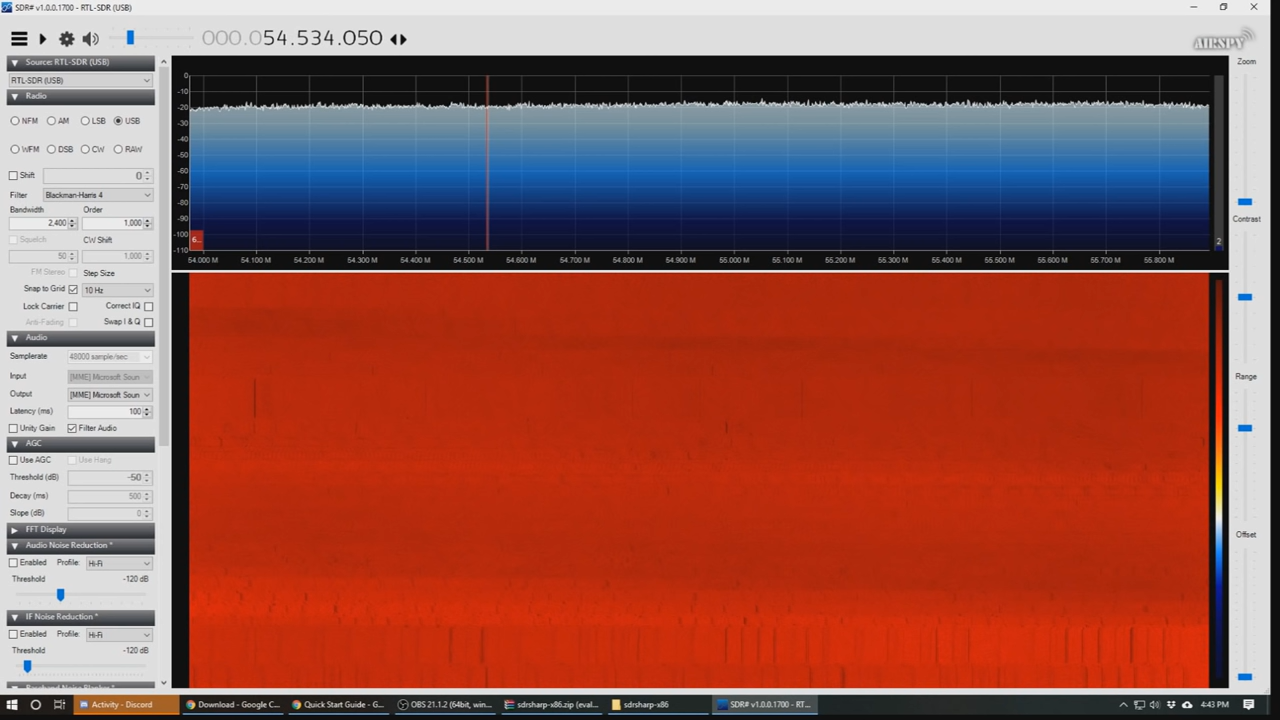 SDR# v1.0.0.1700 - RTL-SDR (USB)
000.054.534.050
AIRSPY
Source: RTL-SDR (USB)
RTL-SDR (USB)
Radio
NFM AM LSB USB
WFM DSB CW RAW
Shift 0
Filter Blackman-Harris 4
Bandwidth Order
2,400 1,000
Squelch CW Shift
50 1,000
FM Stereo Step Size
Snap to Grid 10 Hz
Lock Carrier Correct IQ
Anti-Fading Swap I & Q
Audio
Samplerate 48000 sample/sec
Input [MME] Microsoft Soun
Output [MME] Microsoft Soun
Latency (ms) 100
Unity Gain Filter Audio
AGC
Use AGC Use Hang
Threshold (dB) -50
Decay (ms) 500
Slope (dB) 0
FFT Display
Audio Noise Reduction *
Enabled Profile: Hi-Fi
Threshold -120 dB
IF Noise Reduction *
Enabled Profile: Hi-Fi
Threshold -120 dB
Baseband Noise Blanker *
0
-10
-20
-30
-40
-50
-60
-70
-80
-90
-100
-110
6...
2
54.000 M 54.100 M 54.200 M 54.300 M 54.400 M 54.500 M 54.600 M 54.700 M 54.800 M 54.900 M 55.000 M 55.100 M 55.200 M 55.300 M 55.400 M 55.500 M 55.600 M 55.700 M 55.800 M
Zoom
Contrast
Range
Offset
Activity - Discord
Download - Google C...
Quick Start Guide - G...
OBS 21.1.2 (64bit, win...
sdrsharp-x86.zip (eval...
sdrsharp-x86
SDR# v1.0.0.1700 - RT...
4:43 PM